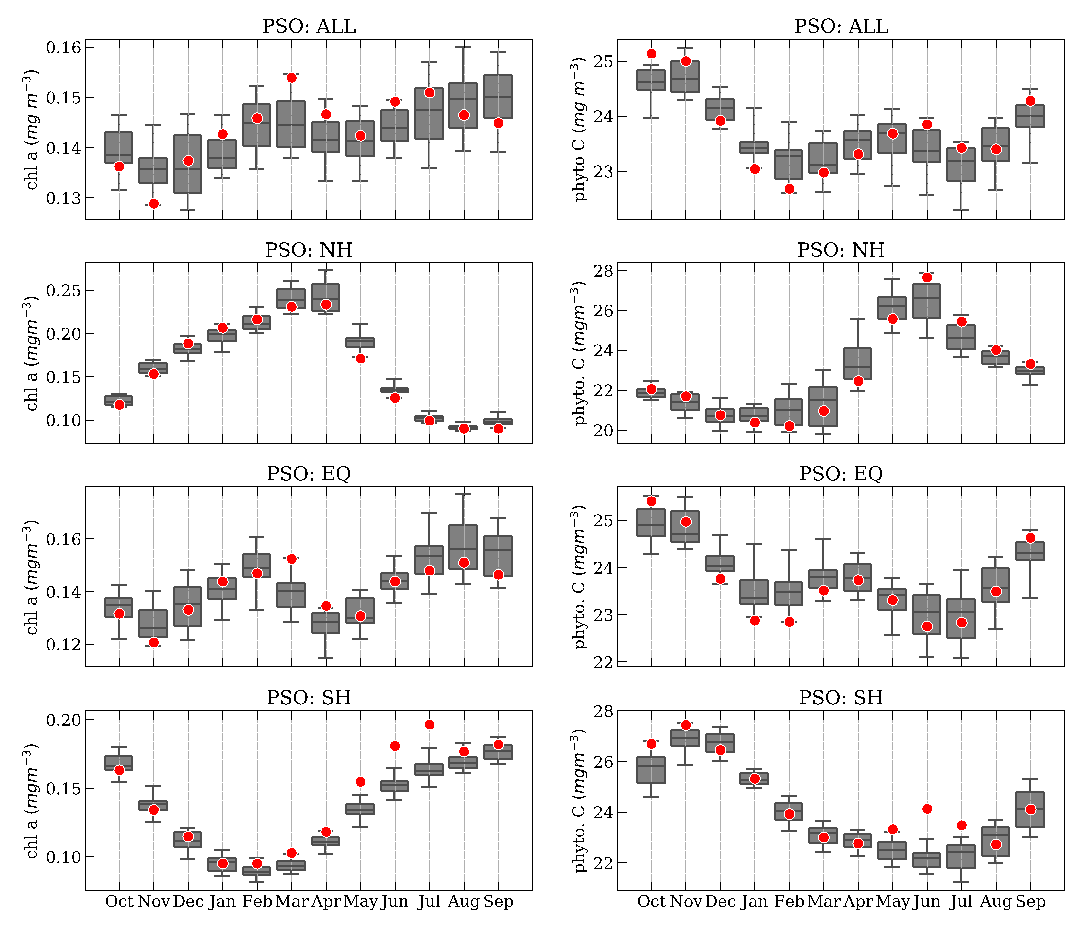 PSO: ALL
chl a (mg m⁻³)
0.16
0.15
0.14
0.13
PSO: ALL
phyto C (mg m⁻³)
25
24
23
PSO: NH
chl a (mgm⁻³)
0.25
0.20
0.15
0.10
PSO: NH
phyto. C (mgm⁻³)
28
26
24
22
20
PSO: EQ
chl a (mgm⁻³)
0.16
0.14
0.12
PSO: EQ
phyto. C (mgm⁻³)
25
24
23
22
PSO: SH
chl a (mgm⁻³)
0.20
0.15
0.10
Oct Nov Dec Jan Feb Mar Apr May Jun Jul Aug Sep
PSO: SH
phyto. C (mgm⁻³)
28
26
24
22
Oct Nov Dec Jan Feb Mar Apr May Jun Jul Aug Sep